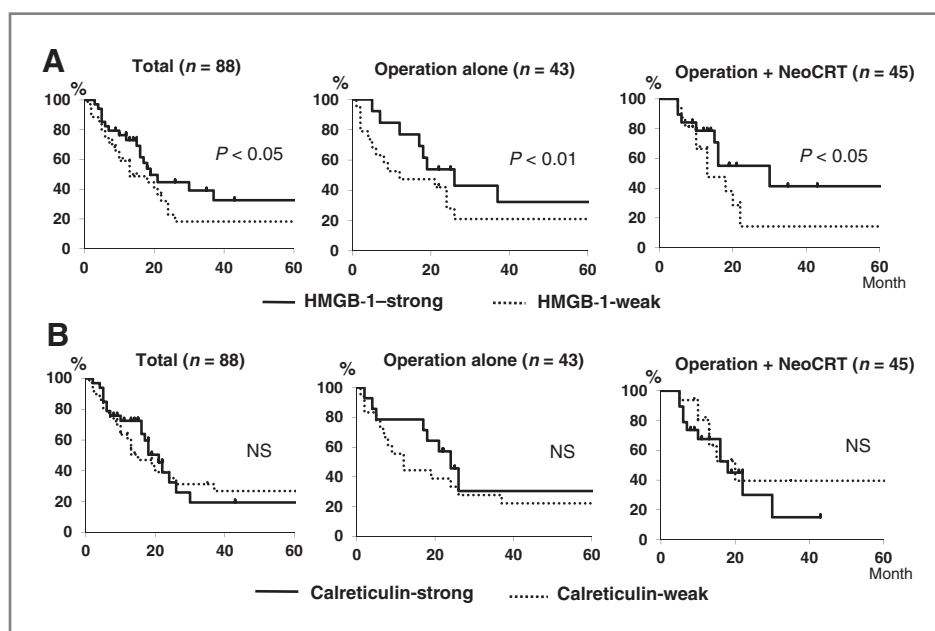 A
Total (n = 88)
%
100
80
60
40
20
0
P < 0.05
0 20 40 60
Operation alone (n = 43)
100
80
60
40
20
0
P < 0.01
0 20 40 60
Operation + NeoCRT (n = 45)
%
100
80
60
40
20
0
P < 0.05
0 20 40 60
Month
HMGB-1–strong HMGB-1-weak
B
Total (n = 88)
%
100
80
60
40
20
0
NS
0 20 40 60
Operation alone (n = 43)
%
100
80
60
40
20
0
NS
0 20 40 60
Operation + NeoCRT (n = 45)
%
100
80
60
40
20
0
NS
0 20 40 60
Month
Calreticulin-strong Calreticulin-weak